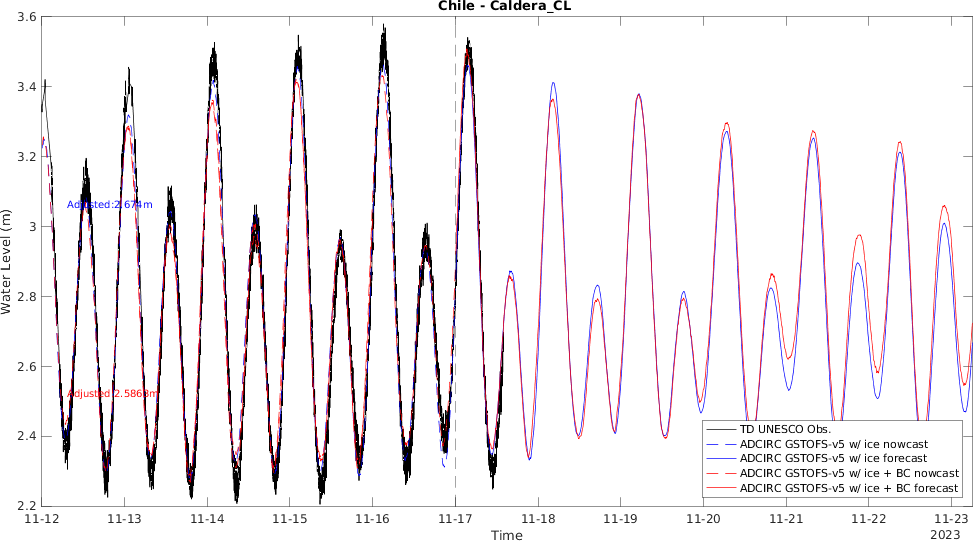 Chile - Caldera_CL
3.6
3.4
3.2
3
2.8
2.6
2.4
2.2
Water Level (m)
Adjusted:2.674m
Adjusted:2.5868m
TD UNESCO Obs.
ADCIRC GSTOFS-v5 w/ ice nowcast
ADCIRC GSTOFS-v5 w/ ice forecast
ADCIRC GSTOFS-v5 w/ ice + BC nowcast
ADCIRC GSTOFS-v5 w/ ice + BC forecast
11-12 11-13 11-14 11-15 11-16 11-17 11-18 11-19 11-20 11-21 11-22 11-23
Time
2023